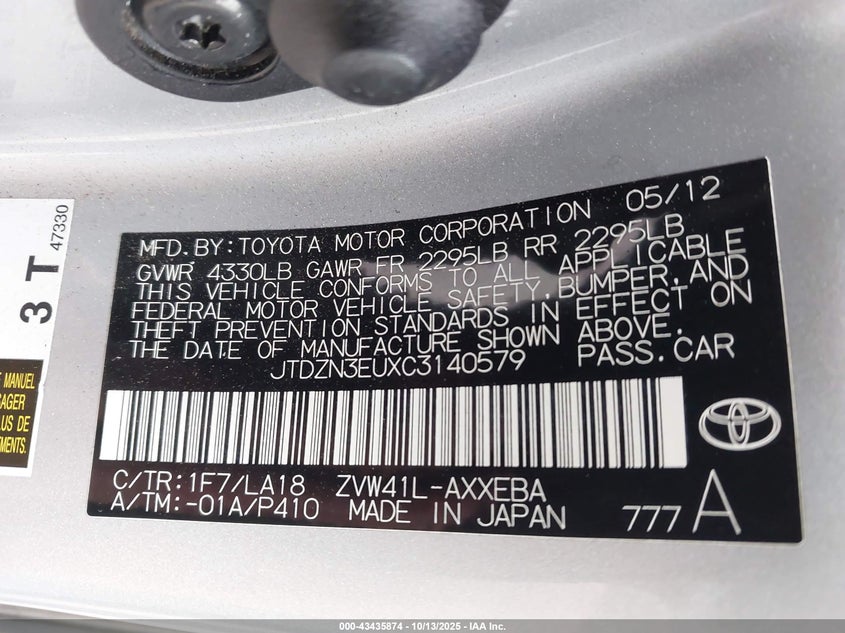 MFD. BY: TOYOTA MOTOR CORPORATION 05/12
GVWR 4330LB GAWR FR 2295LB RR 2295LB
THIS VEHICLE CONFORMS TO ALL APPLICABLE
FEDERAL MOTOR VEHICLE SAFETY, BUMPER, AND
THEFT PREVENTION STANDARDS IN EFFECT ON
THE DATE OF MANUFACTURE SHOWN ABOVE.
JTDZN3EUXC3140579 PASS. CAR
C/TR: 1F7/LA18 ZVW41L-AXXEBA
A/TM: -01A/P410 MADE IN JAPAN 777 A
3 T 47330
E MANUEL
SAGER
LUS DE
EMENTS.
000-43435874 | 10/13/2025 - IAA Inc.